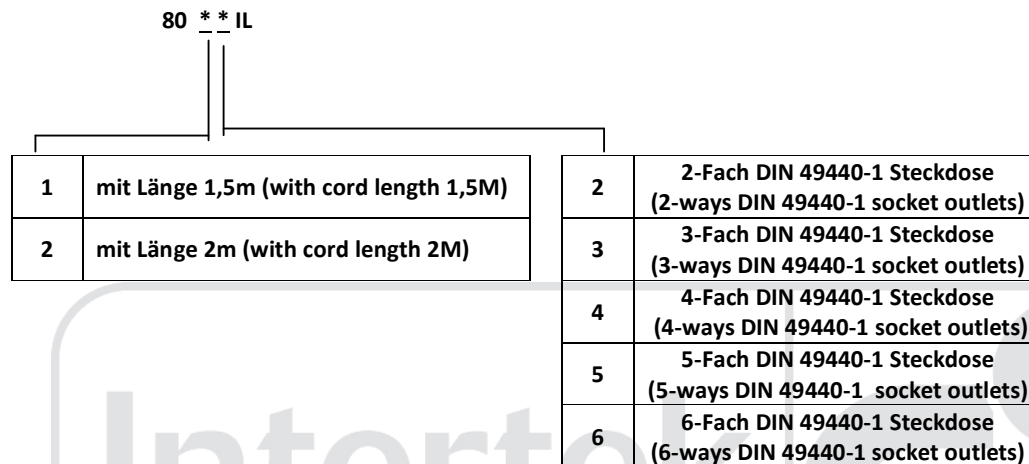 80 * * IL
1 mit Länge 1,5m (with cord length 1,5M)
2 mit Länge 2m (with cord length 2M)
2 2-Fach DIN 49440-1 Steckdose
(2-ways DIN 49440-1 socket outlets)
3 3-Fach DIN 49440-1 Steckdose
(3-ways DIN 49440-1 socket outlets)
4 4-Fach DIN 49440-1 Steckdose
(4-ways DIN 49440-1 socket outlets)
5 5-Fach DIN 49440-1 Steckdose
(5-ways DIN 49440-1 socket outlets)
6 6-Fach DIN 49440-1 Steckdose
(6-ways DIN 49440-1 socket outlets)
Intertek